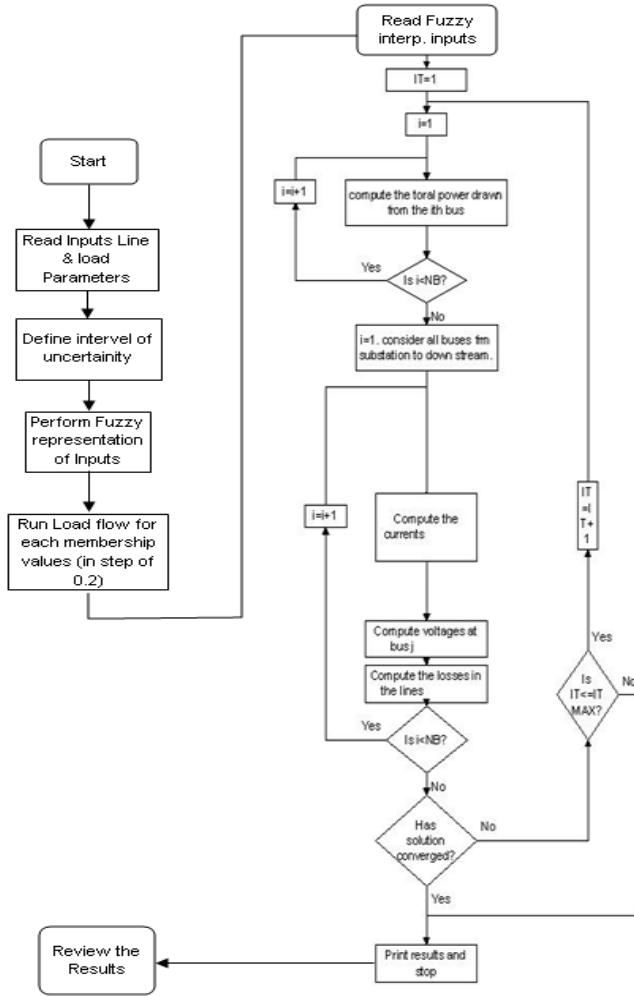 Start
Read Inputs Line
& load
Parameters
Define intervel of
uncertainity
Perform Fuzzy
representation
of Inputs
Run Load flow for
each membership
values (in step of
0.2)
Read Fuzzy
interp. inputs
IT=1
i=1
i=i+1
compute the toral power drawn
from the ith bus
Yes
Is i<NB?
No
i=1. consider all buses frm
substation to down stream.
i=i+1
Compute the
currents
Compute voltages at
bus j
Compute the losses in
the lines
Yes
Is i<NB?
No
Has
solution
converged?
No
Yes
IT
=I
T+
1
Yes
Is
IT<=IT
MAX?
No
Print results and
stop
Review the
Results